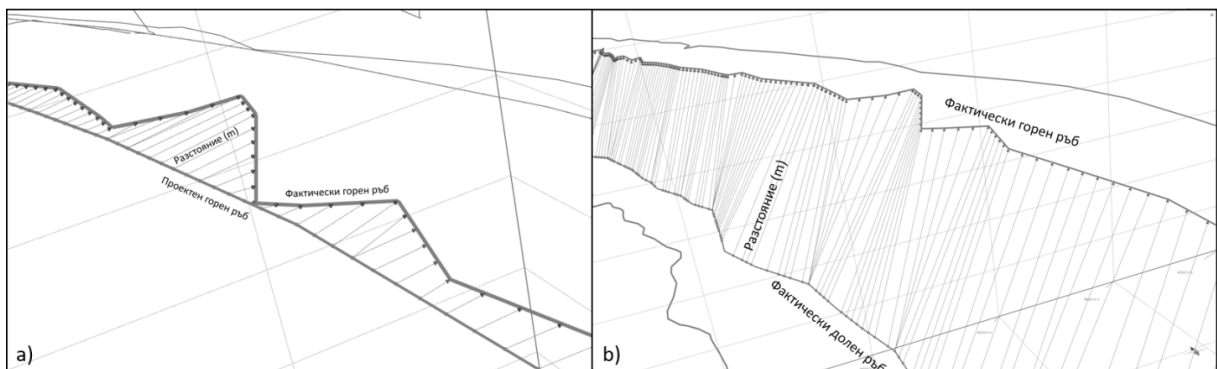 Разстояние (m)
Проектен горен ръб
Фактически горен ръб
a)
Фактически горен ръб
Разстояние (m)
Фактически долен ръб
b)